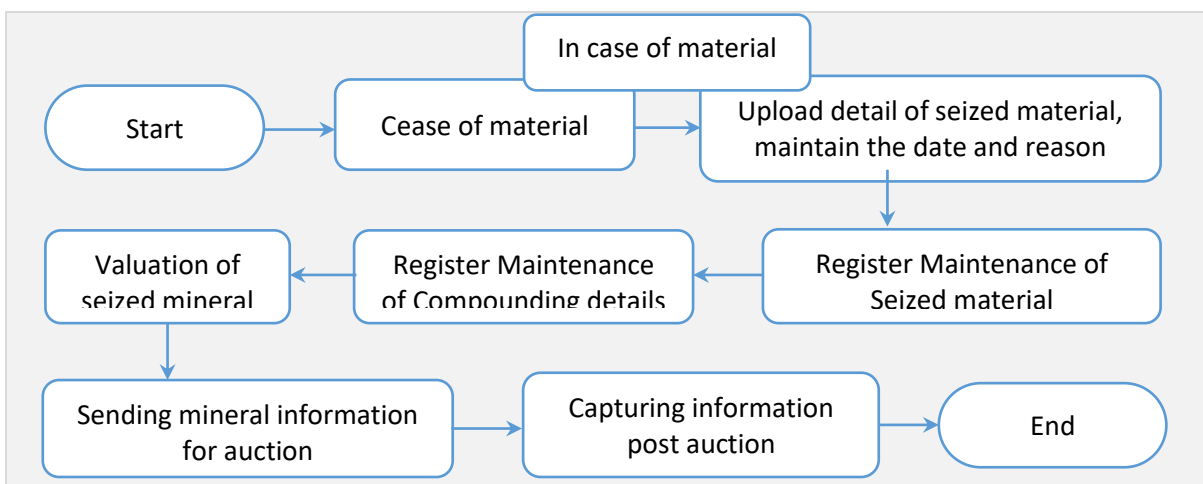 In case of material
Start
Cease of material
Upload detail of seized material,
maintain the date and reason
Register Maintenance of
Seized material
Register Maintenance
of Compounding details
Valuation of
seized mineral
Sending mineral information
for auction
Capturing information
post auction
End